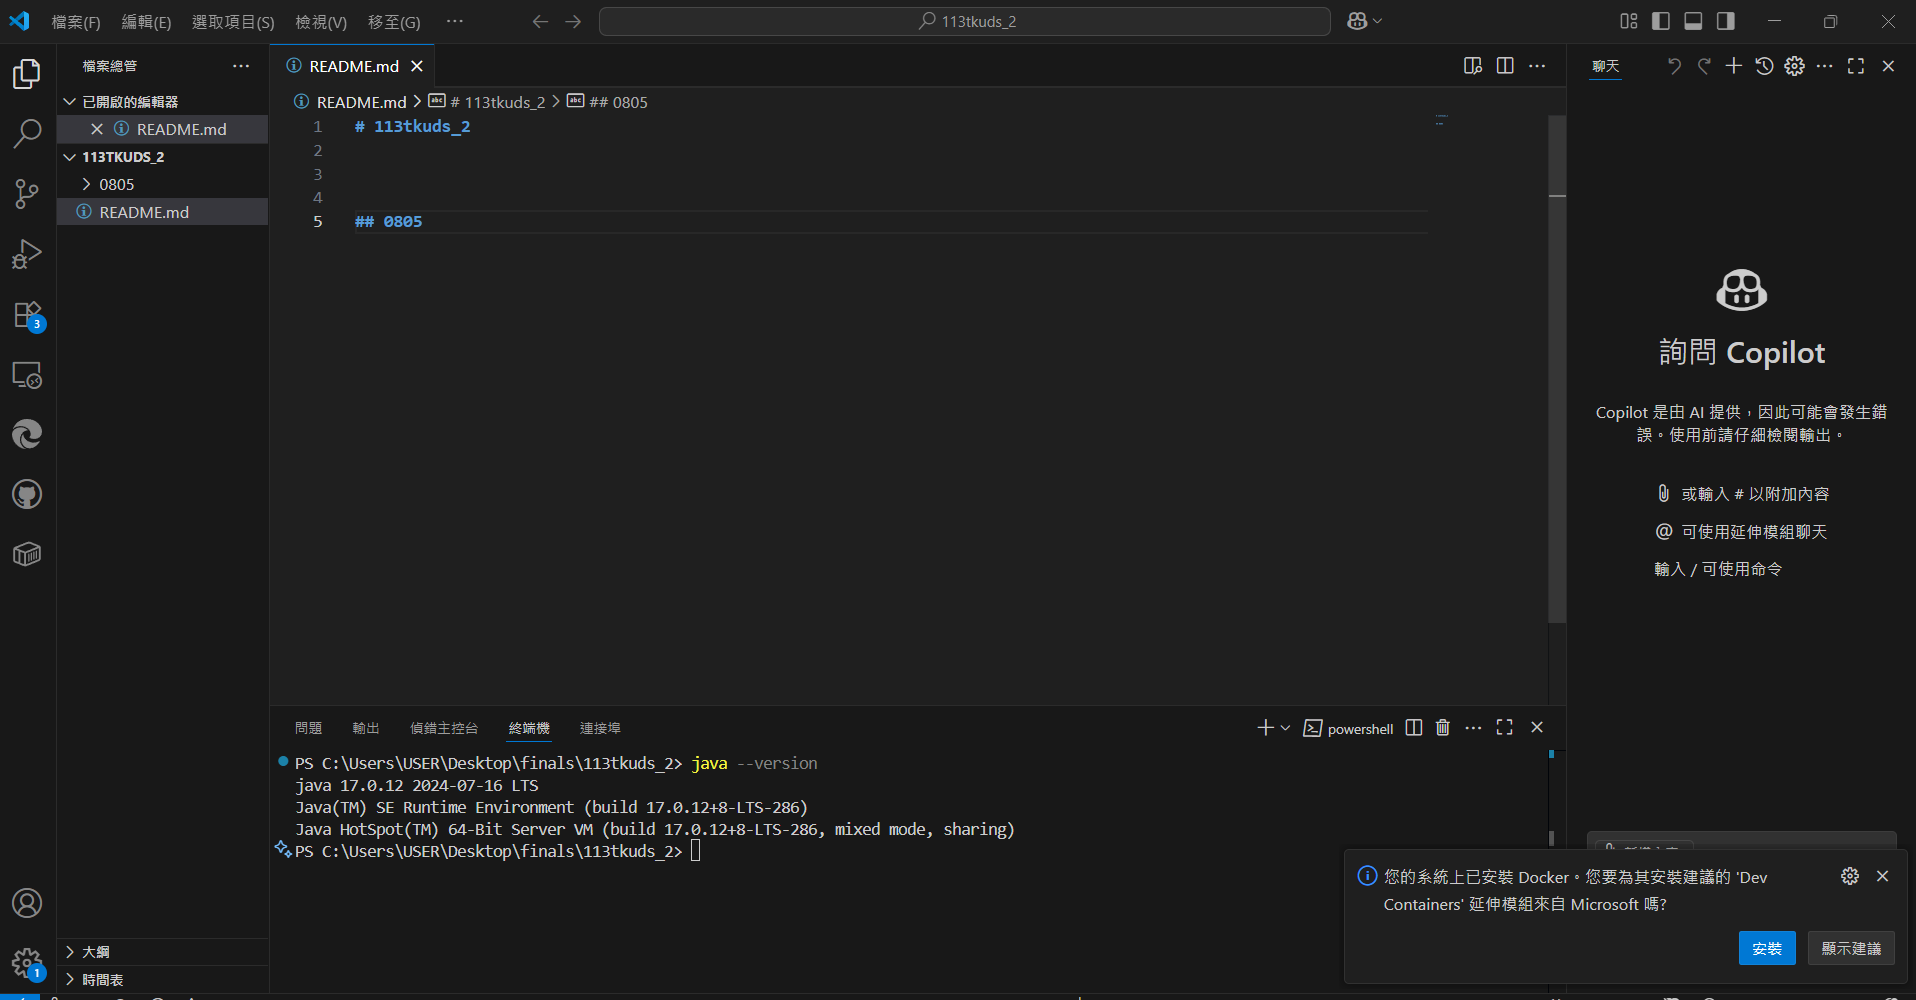 檔案(F) 編輯(E) 選取項目(S) 檢視(V) 移至(G) ··· 113tkuds_2
檔案總管
已開啟的編輯器
README.md
113TKUDS_2
0805
README.md
大綱
時間表
3
1
README.md
README.md > # 113tkuds_2 > ## 0805
1 # 113tkuds_2
2
3
4
5 ## 0805
問題 輸出 偵錯主控台 終端機 連接埠 powershell
PS C:\Users\USER\Desktop\finals\113tkuds_2> java --version
java 17.0.12 2024-07-16 LTS
Java(TM) SE Runtime Environment (build 17.0.12+8-LTS-286)
Java HotSpot(TM) 64-Bit Server VM (build 17.0.12+8-LTS-286, mixed mode, sharing)
PS C:\Users\USER\Desktop\finals\113tkuds_2>
聊天
詢問 Copilot
Copilot 是由 AI 提供，因此可能會發生錯
誤。使用前請仔細檢閱輸出。
或輸入 # 以附加內容
@ 可使用延伸模組聊天
輸入 / 可使用命令
您的系統上已安裝 Docker。您要為其安裝建議的 'Dev
Containers' 延伸模組來自 Microsoft 嗎?
安裝 顯示建議